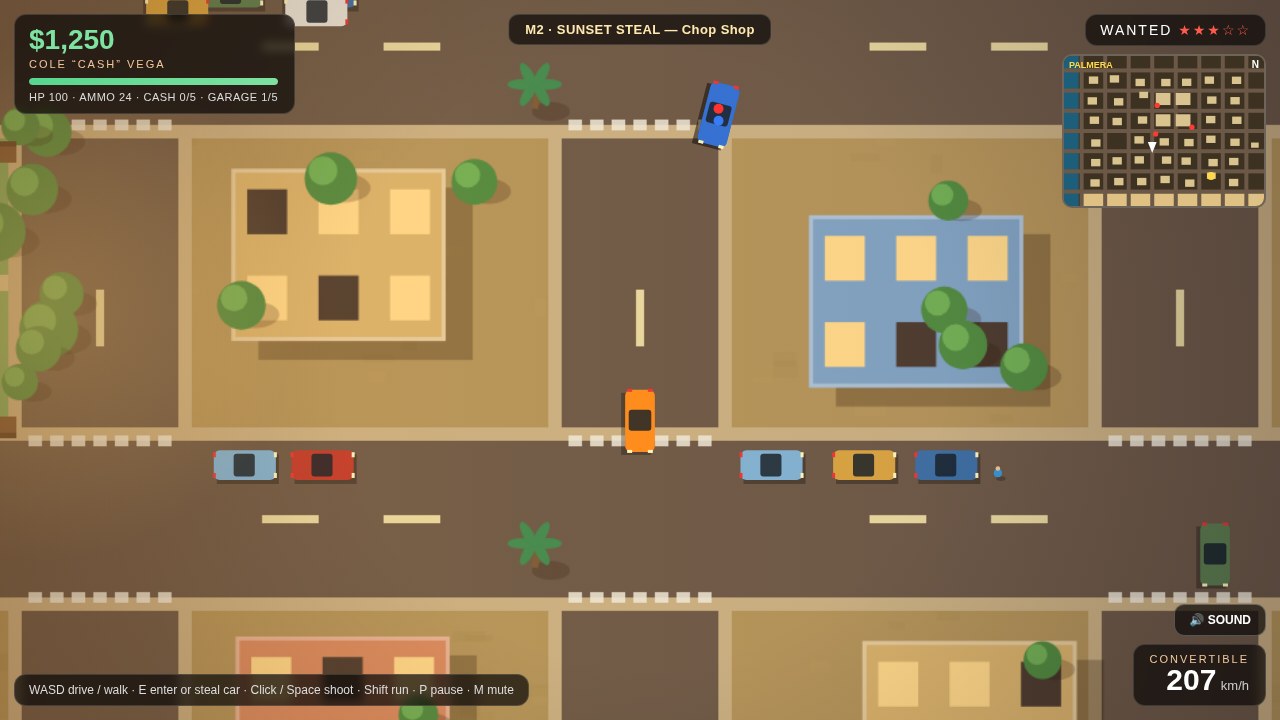 $1,250
COLE “CASH” VEGA
HP 100 · AMMO 24 · CASH 0/5 · GARAGE 1/5
M2 · SUNSET STEAL — Chop Shop
WANTED ★★★☆☆
PALMERA
N
🔊 SOUND
CONVERTIBLE
207 km/h
WASD drive / walk · E enter or steal car · Click / Space shoot · Shift run · P pause · M mute